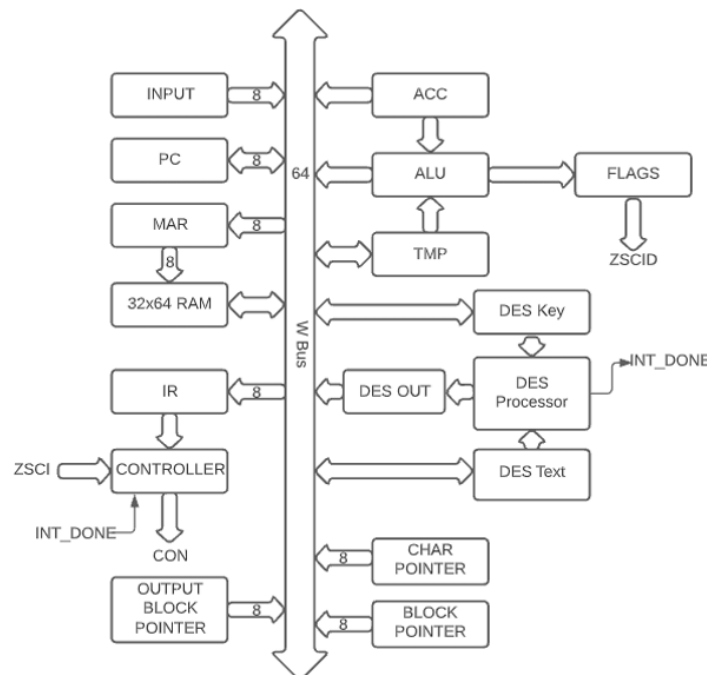 INPUT
8
ACC
PC
8
64
ALU
FLAGS
MAR
8
8
TMP
ZSCID
32x64 RAM
DES Key
W Bus
INT_DONE
IR
8
DES OUT
DES
Processor
ZSCI
CONTROLLER
DES Text
INT_DONE
CON
8
CHAR
POINTER
OUTPUT
BLOCK
POINTER
8
8
BLOCK
POINTER